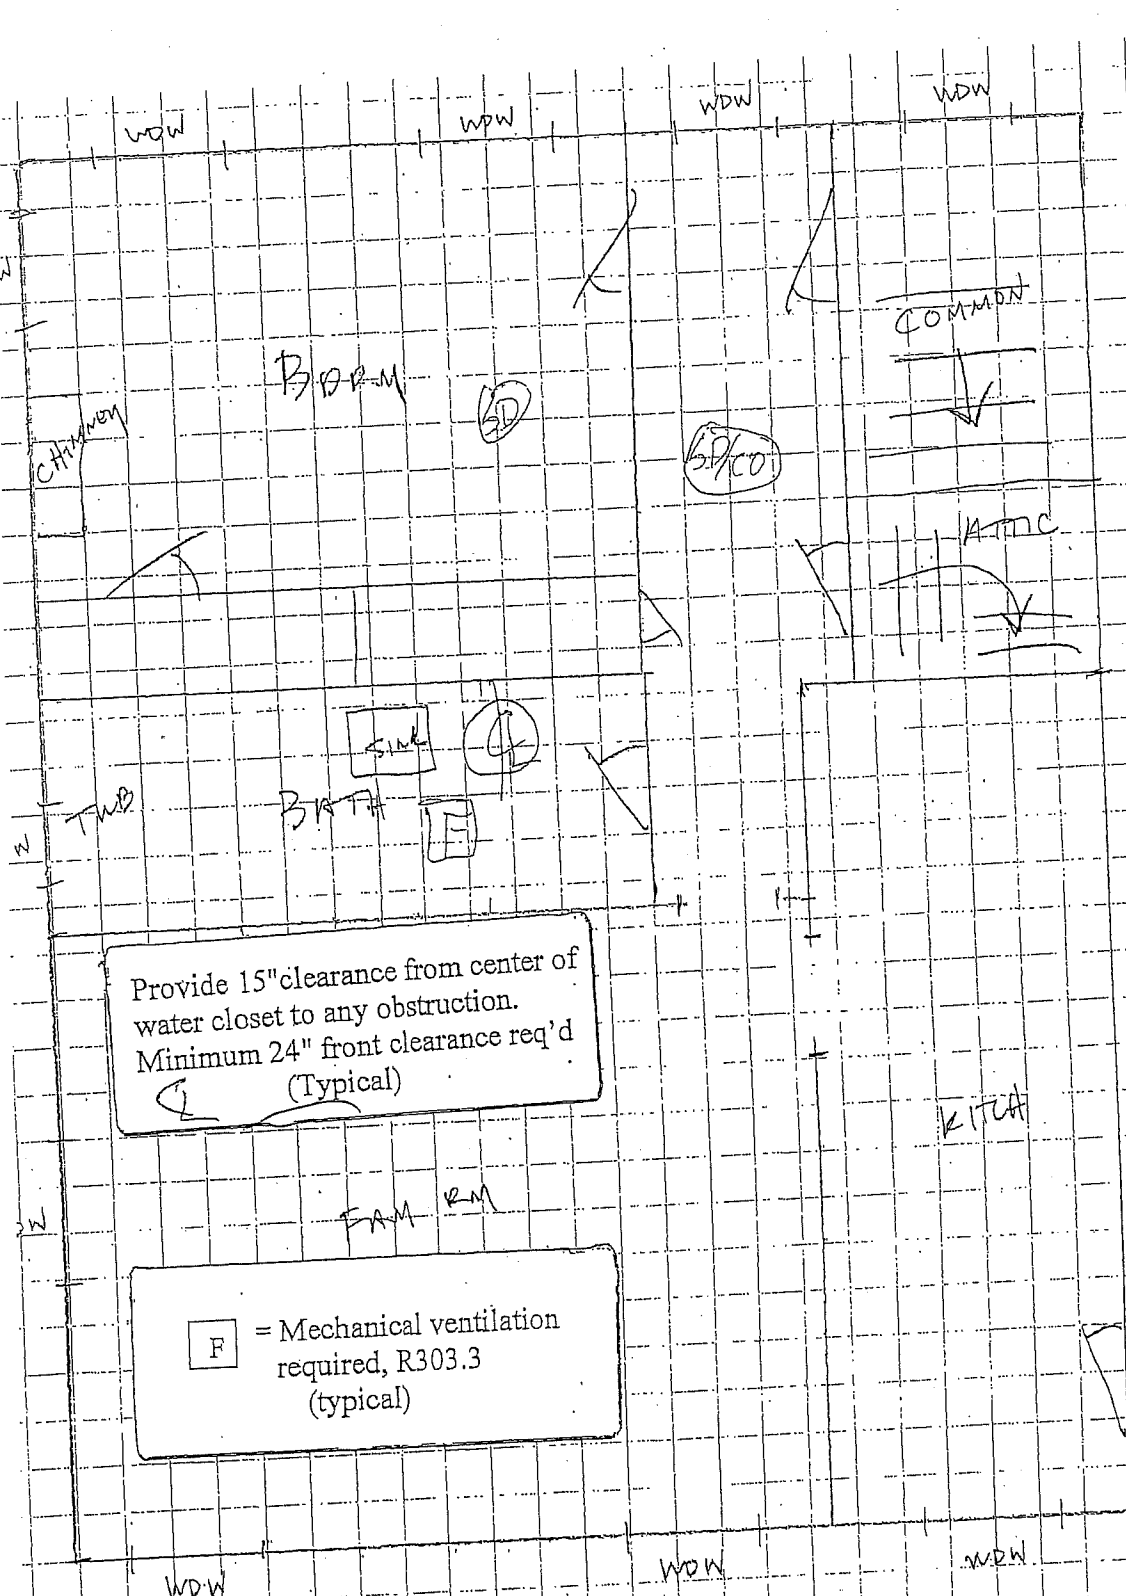 WDW
WDW
WDW
WDW
W
COMMON
BDRM
SD
CHIMNEY
SD/CO
ATTIC
SINK
TUB
BATH
F
W
Provide 15"clearance from center of
water closet to any obstruction.
Minimum 24" front clearance req'd
(Typical)
KITCH
FAM RM
DW
F
= Mechanical ventilation
required, R303.3
(typical)
WDW
WDW
WDW